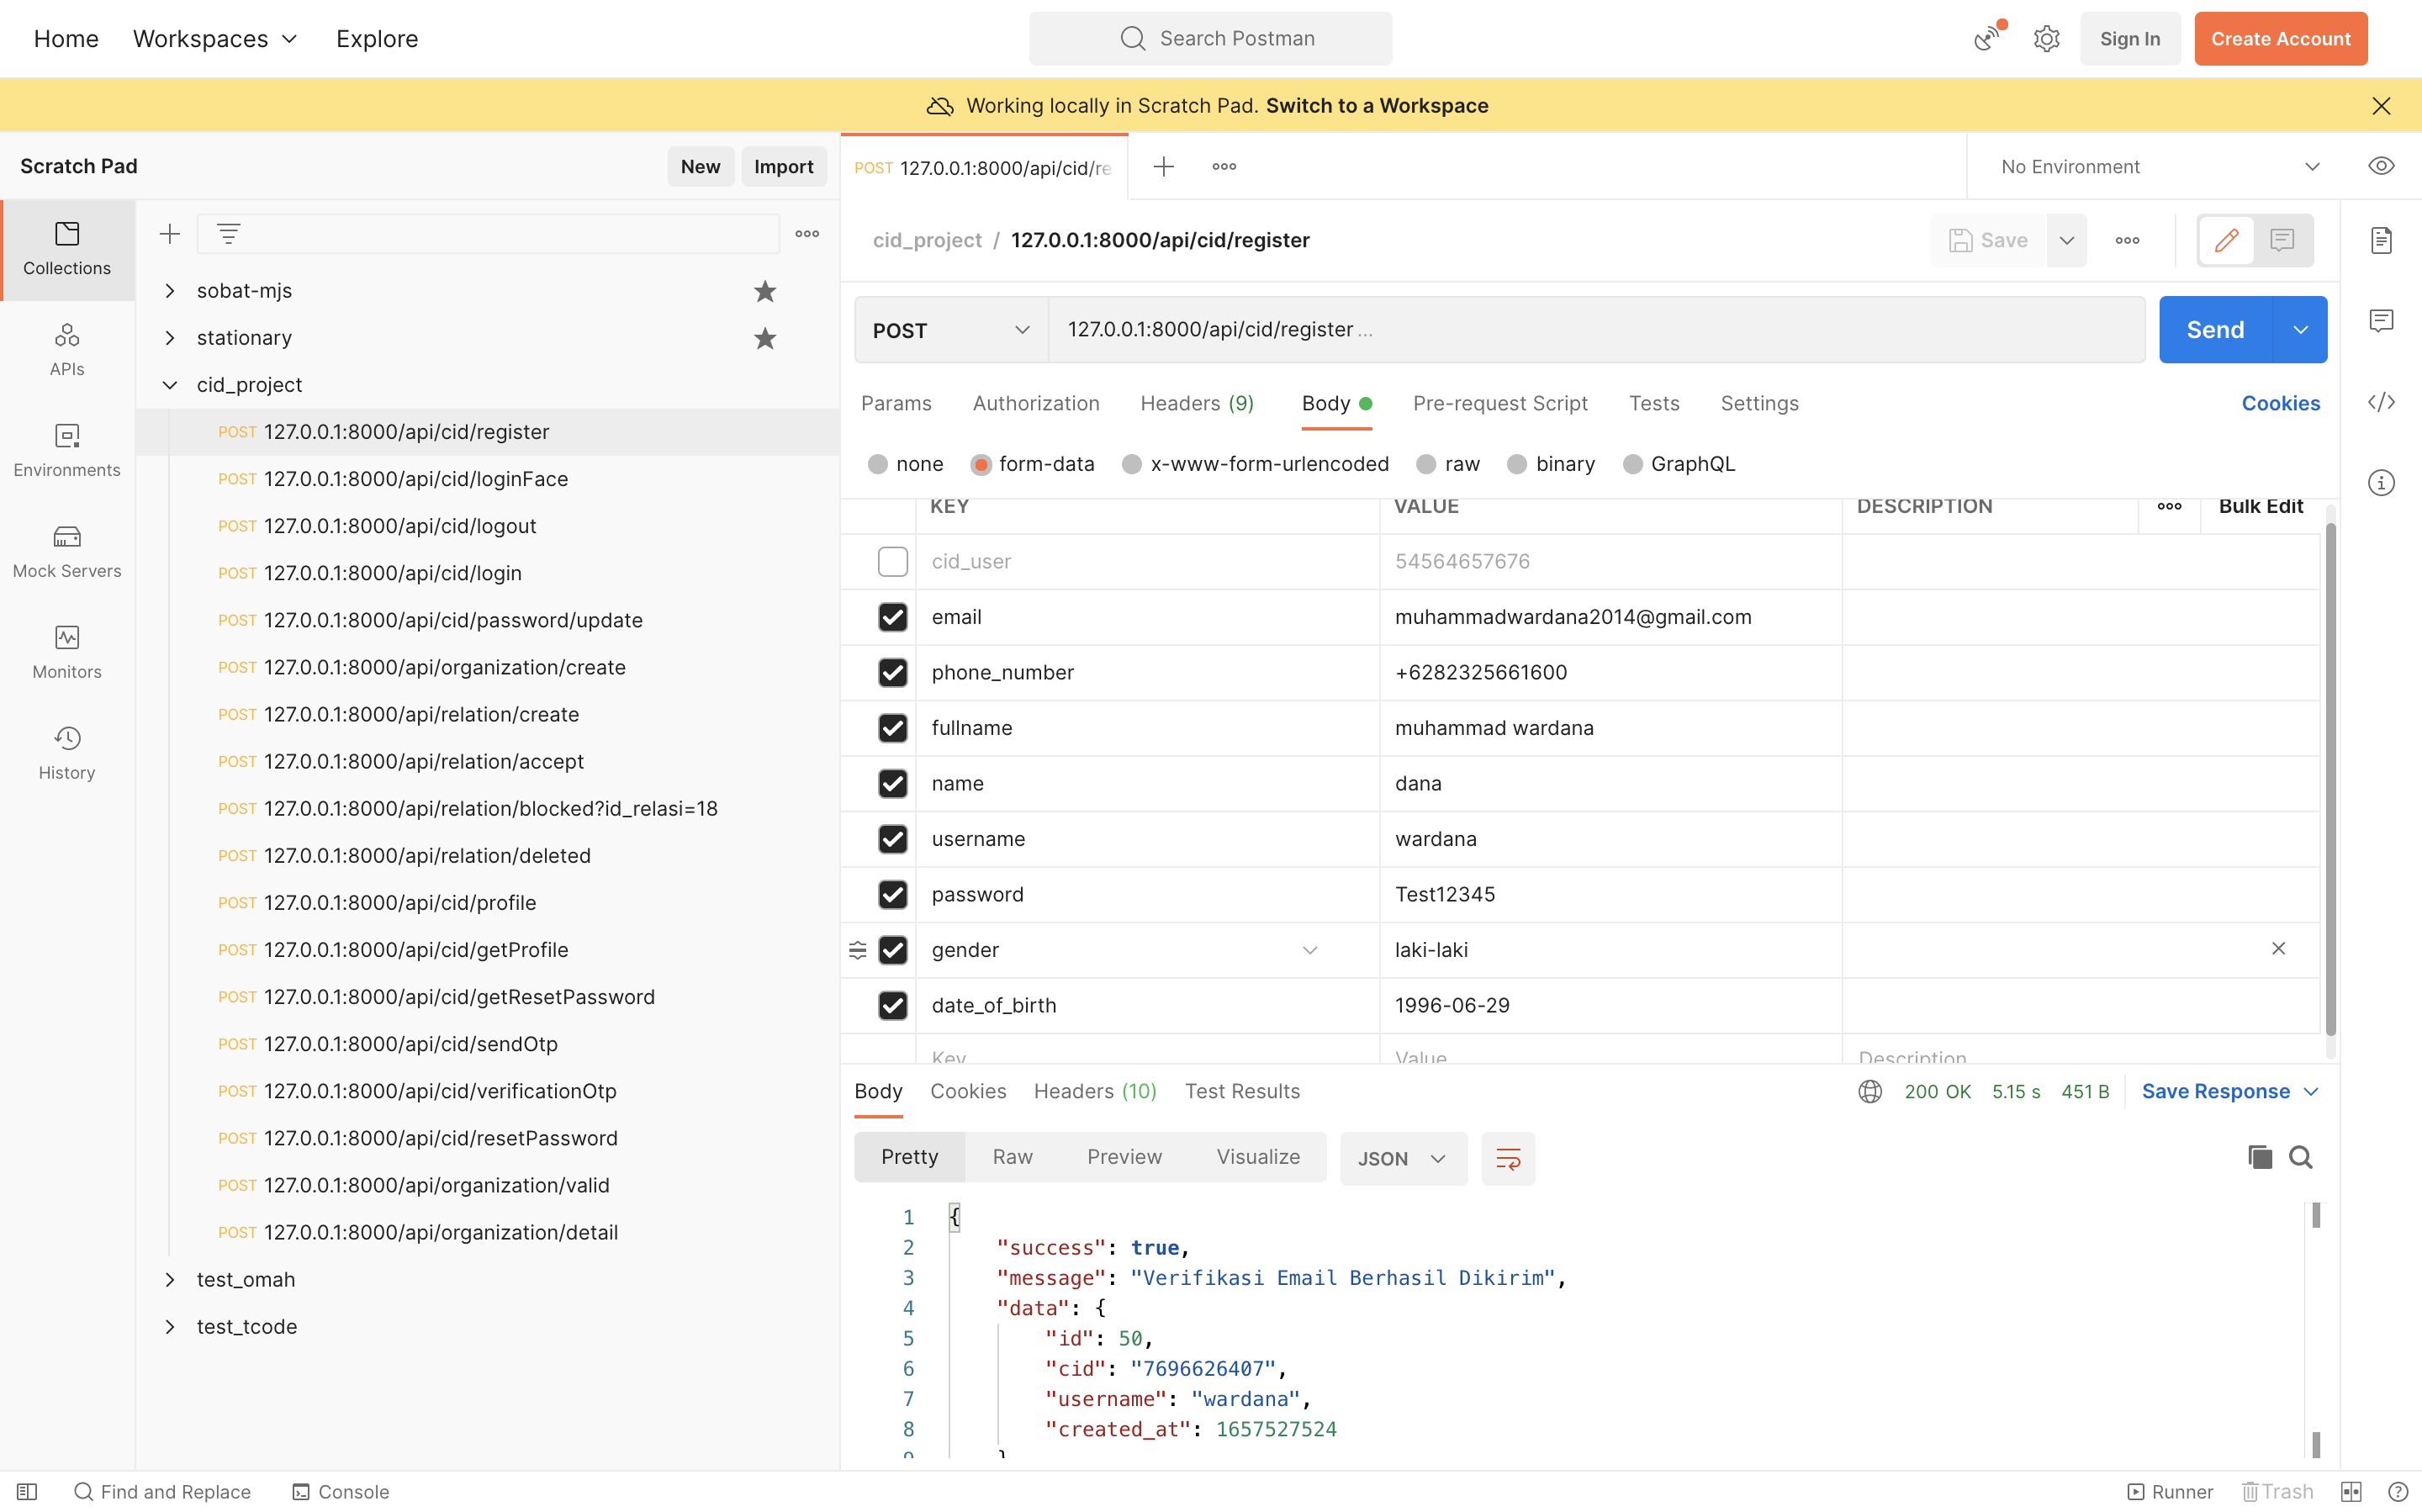 Home Workspaces Explore Search Postman Sign In Create Account
Working locally in Scratch Pad. Switch to a Workspace
Scratch Pad New Import
Collections
APIs
Environments
Mock Servers
Monitors
History
sobat-mjs
stationary
cid_project
POST 127.0.0.1:8000/api/cid/register
POST 127.0.0.1:8000/api/cid/loginFace
POST 127.0.0.1:8000/api/cid/logout
POST 127.0.0.1:8000/api/cid/login
POST 127.0.0.1:8000/api/cid/password/update
POST 127.0.0.1:8000/api/organization/create
POST 127.0.0.1:8000/api/relation/create
POST 127.0.0.1:8000/api/relation/accept
POST 127.0.0.1:8000/api/relation/blocked?id_relasi=18
POST 127.0.0.1:8000/api/relation/deleted
POST 127.0.0.1:8000/api/cid/profile
POST 127.0.0.1:8000/api/cid/getProfile
POST 127.0.0.1:8000/api/cid/getResetPassword
POST 127.0.0.1:8000/api/cid/sendOtp
POST 127.0.0.1:8000/api/cid/verificationOtp
POST 127.0.0.1:8000/api/cid/resetPassword
POST 127.0.0.1:8000/api/organization/valid
POST 127.0.0.1:8000/api/organization/detail
test_omah
test_tcode
POST 127.0.0.1:8000/api/cid/re
No Environment
cid_project / 127.0.0.1:8000/api/cid/register Save
POST 127.0.0.1:8000/api/cid/register ... Send
Params Authorization Headers (9) Body Pre-request Script Tests Settings Cookies
none form-data x-www-form-urlencoded raw binary GraphQL
KEY VALUE DESCRIPTION Bulk Edit
cid_user 54564657676
email muhammadwardana2014@gmail.com
phone_number +6282325661600
fullname muhammad wardana
name dana
username wardana
password Test12345
gender laki-laki
date_of_birth 1996-06-29
Key Value Description
Body Cookies Headers (10) Test Results 200 OK 5.15 s 451 B Save Response
Pretty Raw Preview Visualize JSON
1 {
2 "success": true,
3 "message": "Verifikasi Email Berhasil Dikirim",
4 "data": {
5 "id": 50,
6 "cid": "7696626407",
7 "username": "wardana",
8 "created_at": 1657527524
9 }
Find and Replace Console Runner Trash